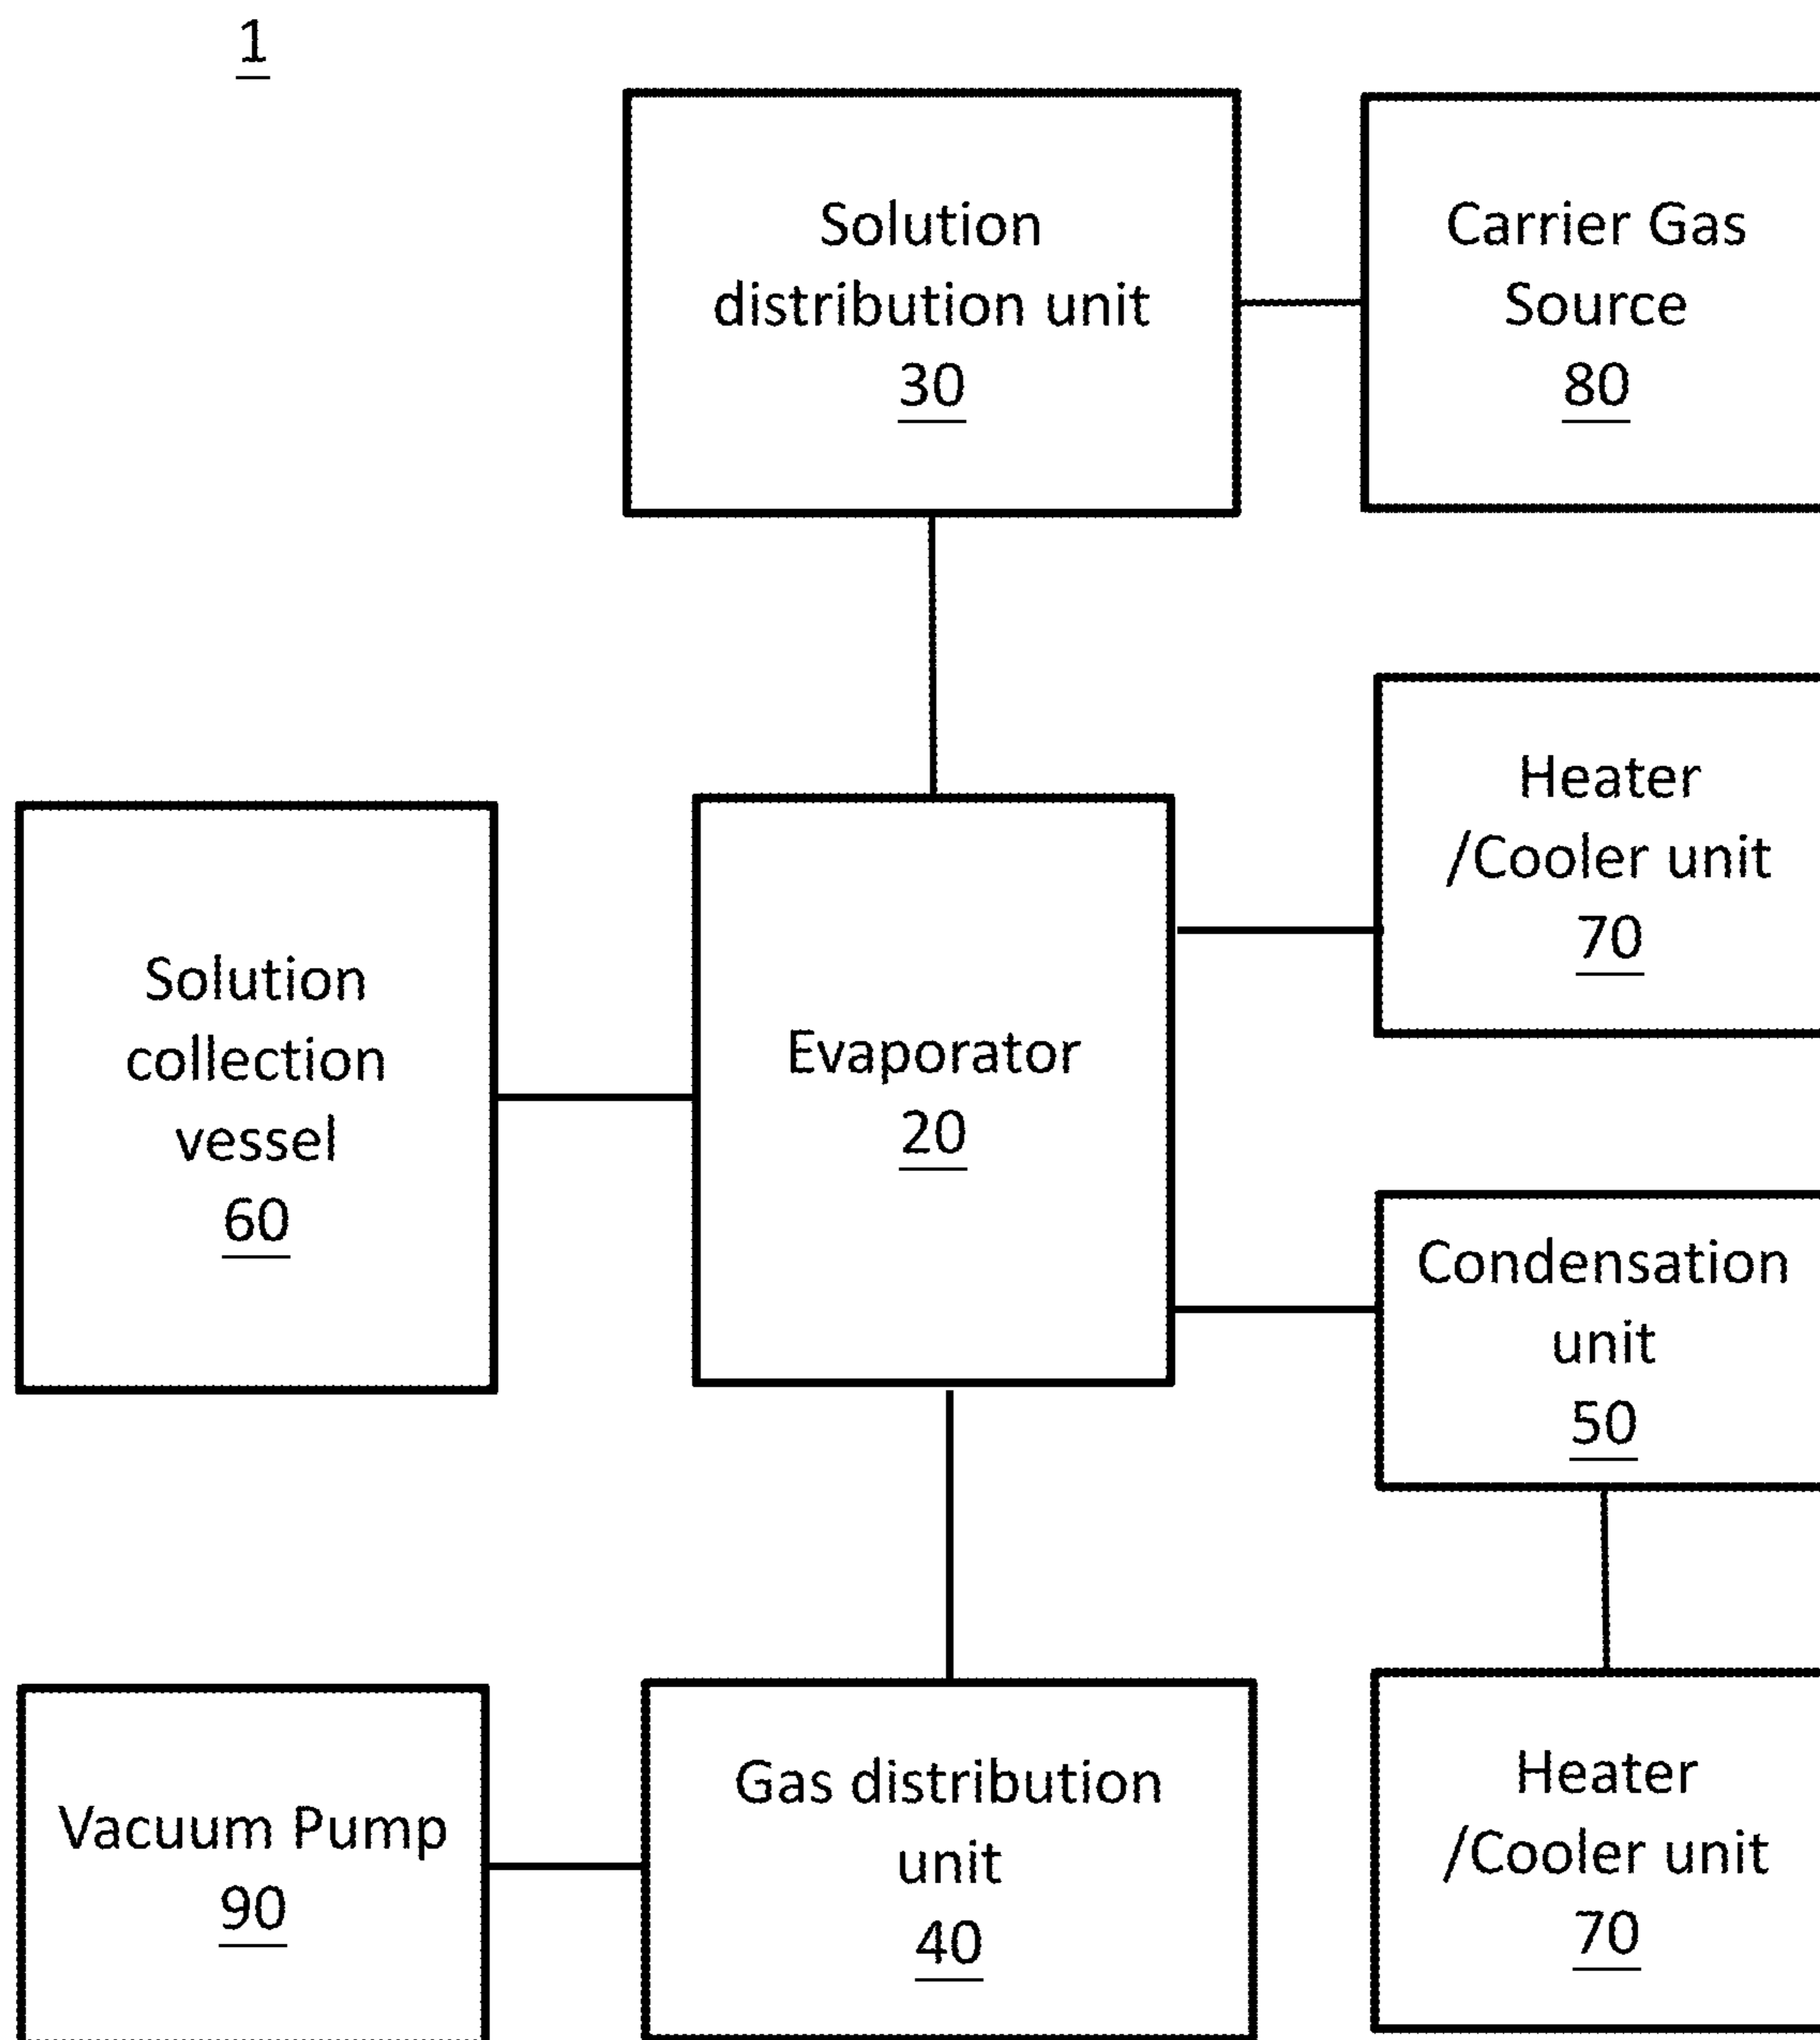 1
Solution
distribution unit
30
Carrier Gas
Source
80
Heater
/Cooler unit
70
Solution
collection
vessel
60
Evaporator
20
Condensation
unit
50
Vacuum Pump
90
Gas distribution
unit
40
Heater
/Cooler unit
70